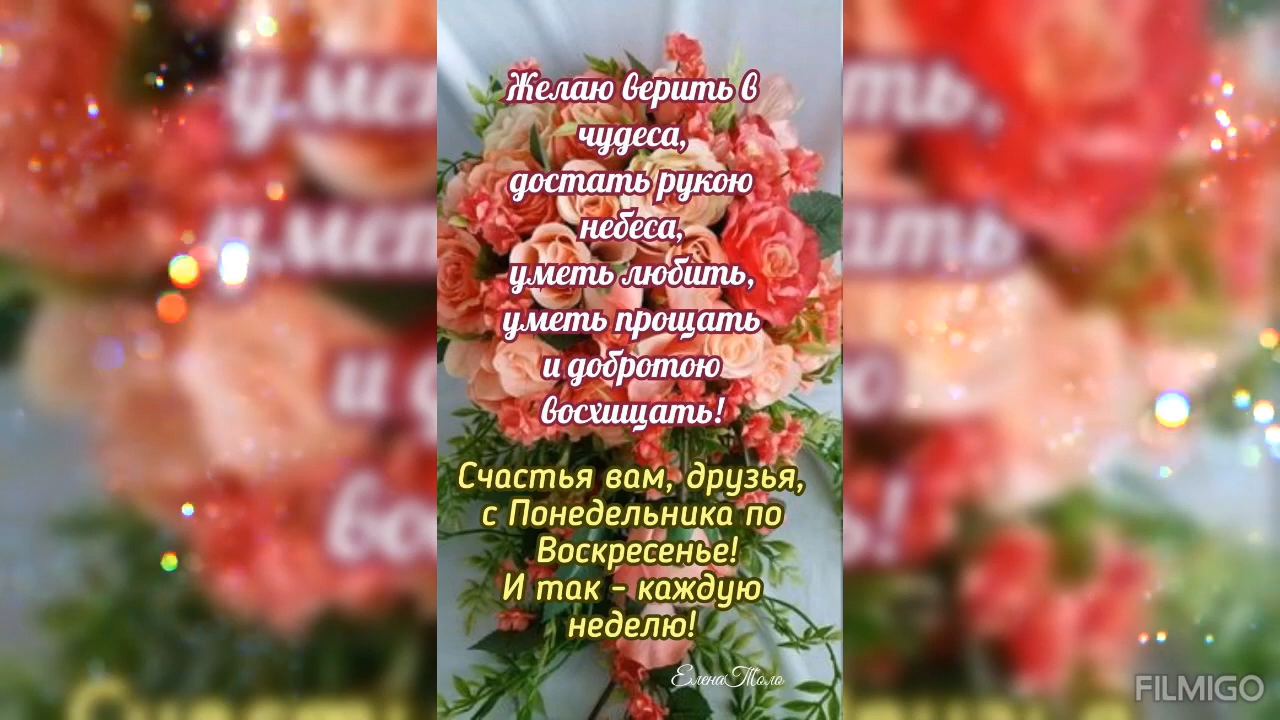 Желаю верить в
чудеса,
достать рукою
небеса,
уметь любить,
уметь прощать
и добротою
восхищать!
Счастья вам, друзья,
с Понедельника по
Воскресенье!
И так - каждую
неделю!
ЕленаТоло
FILMIGO